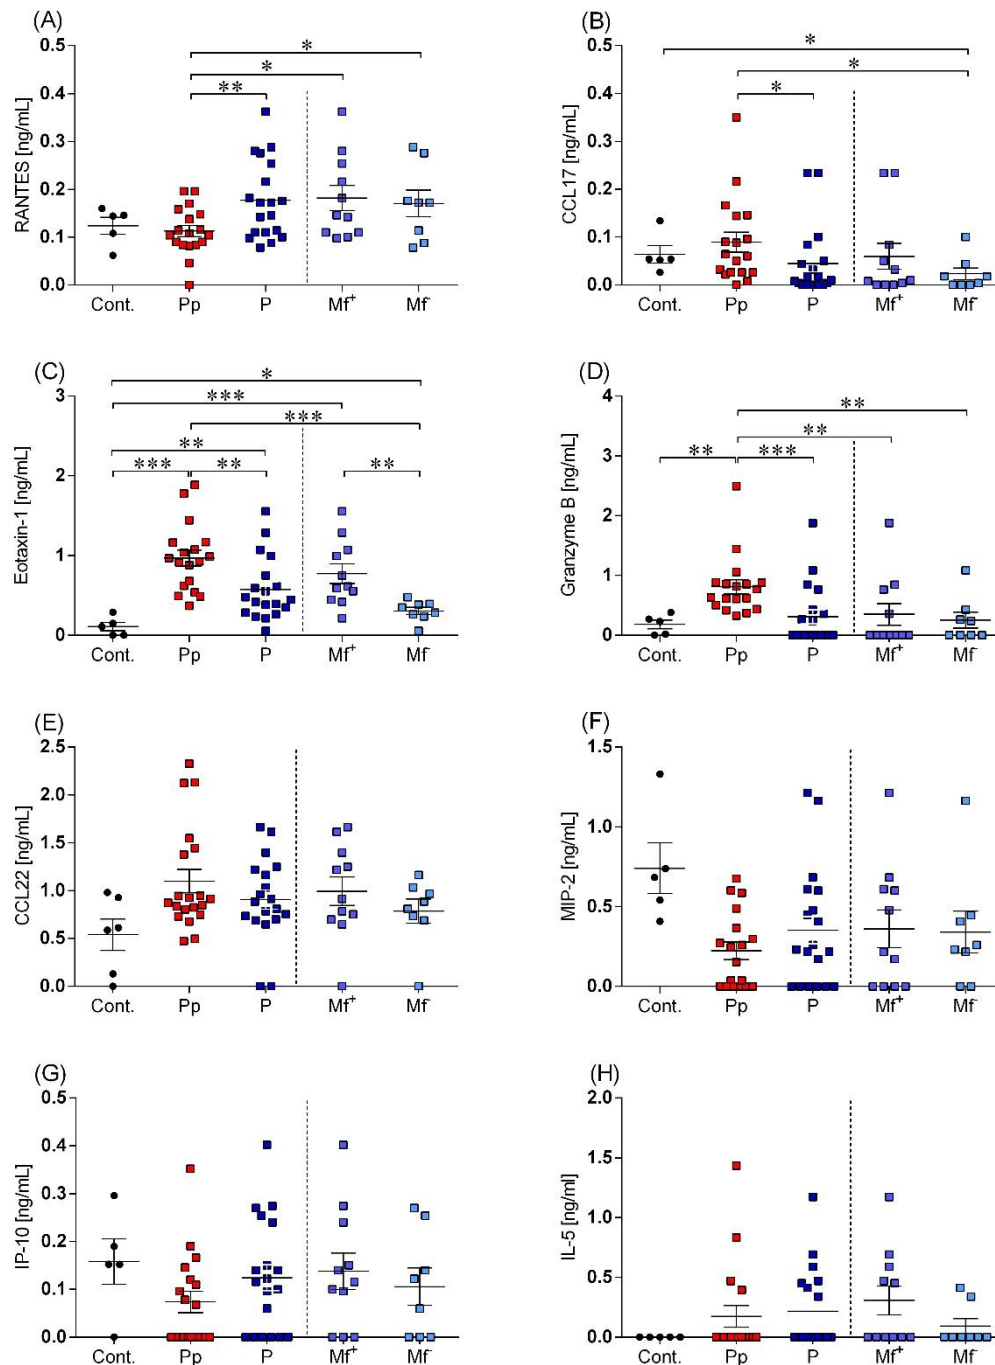 (A)
RANTES [ng/mL]
0.5
0.4
0.3
0.2
0.1
0.0
*
*
**
Cont. Pp P Mf+ Mf-
(B)
CCL17 [ng/mL]
0.5
0.4
0.3
0.2
0.1
0.0
*
*
*
Cont. Pp P Mf+ Mf-
(C)
Eotaxin-1 [ng/mL]
3
2
1
0
*
***
***
**
*** ** **
Cont. Pp P Mf+ Mf-
(D)
Granzyme B [ng/mL]
4
3
2
1
0
**
**
** ***
Cont. Pp P Mf+ Mf-
(E)
CCL22 [ng/mL]
2.5
2.0
1.5
1.0
0.5
0.0
Cont. Pp P Mf+ Mf-
(F)
MIP-2 [ng/mL]
1.5
1.0
0.5
0.0
Cont. Pp P Mf+ Mf-
(G)
IP-10 [ng/mL]
0.5
0.4
0.3
0.2
0.1
0.0
Cont. Pp P Mf+ Mf-
(H)
IL-5 [ng/ml]
2.0
1.5
1.0
0.5
0.0
Cont. Pp P Mf+ Mf-